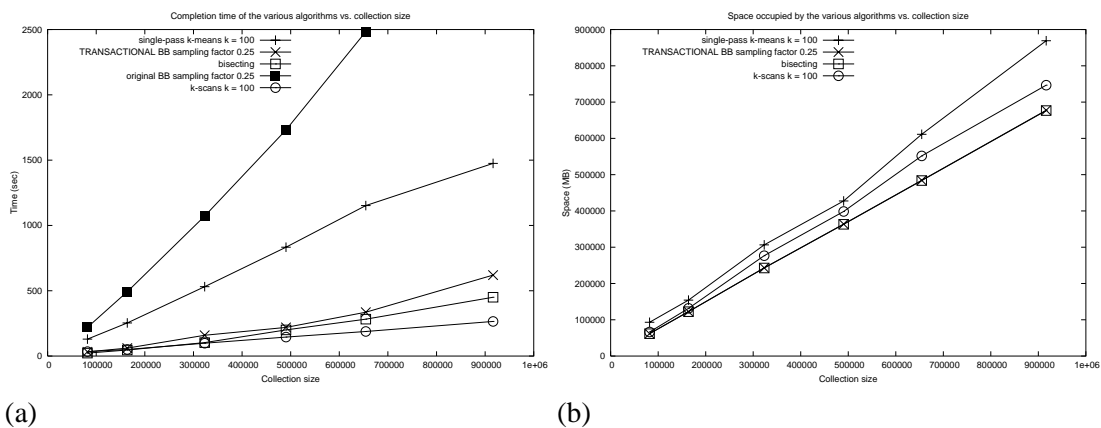 Completion time of the various algorithms vs. collection size
2500
2000
1500
1000
500
0
Time (sec)
single-pass k-means k = 100
TRANSACTIONAL BB sampling factor 0.25
bisecting
original BB sampling factor 0.25
k-scans k = 100
0 100000 200000 300000 400000 500000 600000 700000 800000 900000 1e+06
Collection size
(a)
Space occupied by the various algorithms vs. collection size
900000
800000
700000
600000
500000
400000
300000
200000
100000
0
Space (MB)
single-pass k-means k = 100
TRANSACTIONAL BB sampling factor 0.25
bisecting
k-scans k = 100
0 100000 200000 300000 400000 500000 600000 700000 800000 900000 1e+06
Collection size
(b)